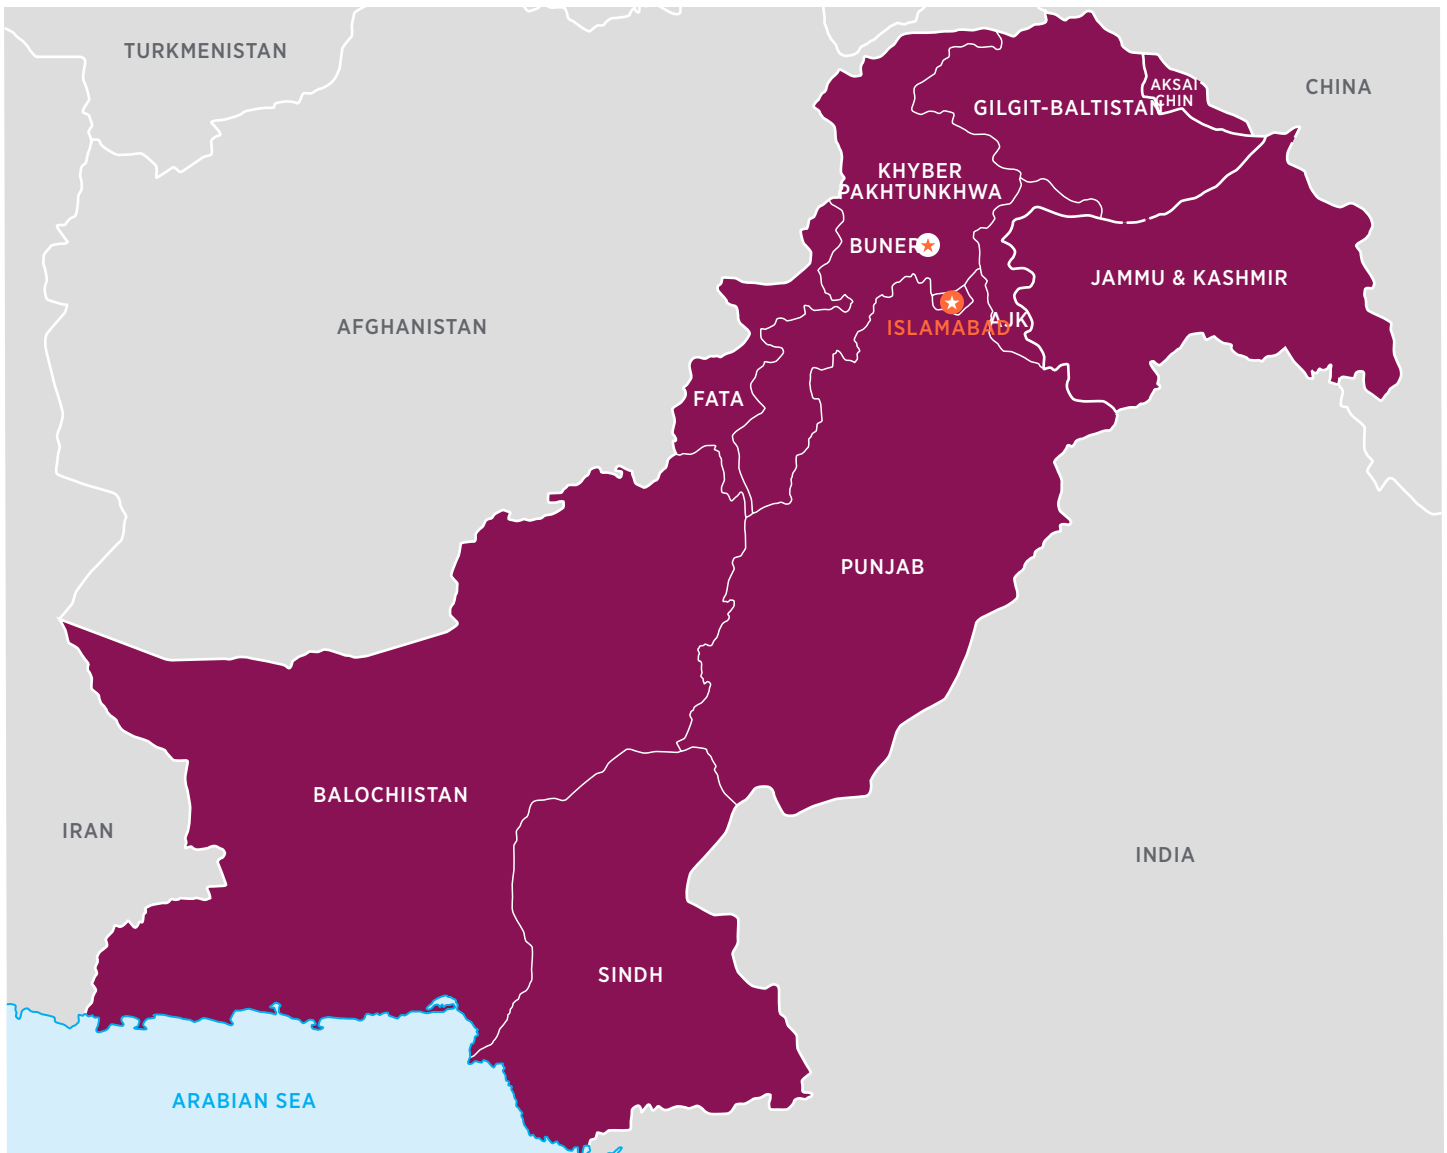 TURKMENISTAN
CHINA
AKSAI
CHIN
GILGIT-BALTISTAN
KHYBER
PAKHTUNKHWA
BUNER
JAMMU & KASHMIR
AFGHANISTAN
AJK
ISLAMABAD
FATA
PUNJAB
BALOCHIISTAN
IRAN
INDIA
SINDH
ARABIAN SEA